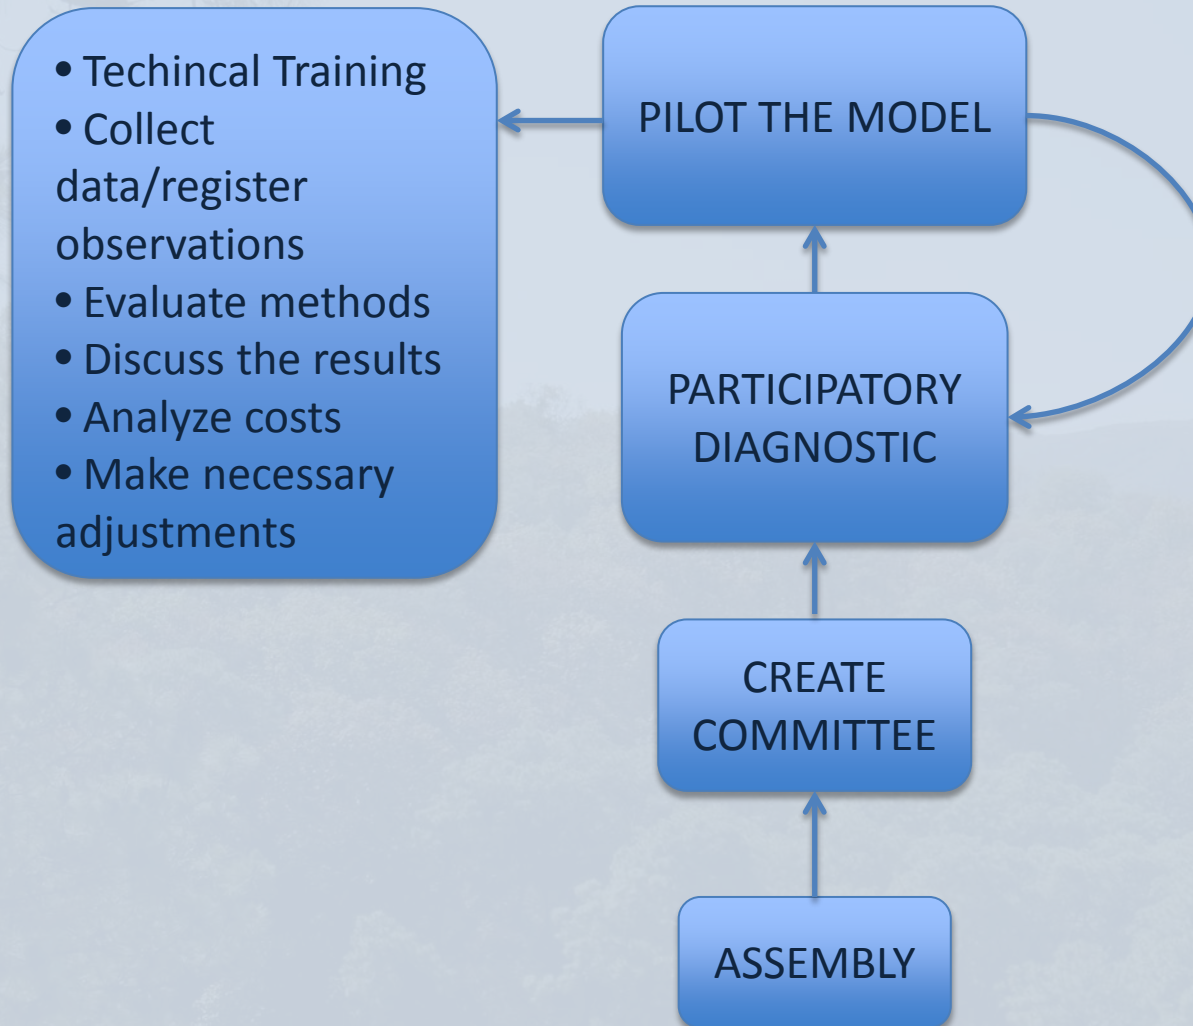 • Techincal Training
• Collect
data/register
observations
• Evaluate methods
• Discuss the results
• Analyze costs
• Make necessary
adjustments
PILOT THE MODEL
PARTICIPATORY
DIAGNOSTIC
CREATE
COMMITTEE
ASSEMBLY